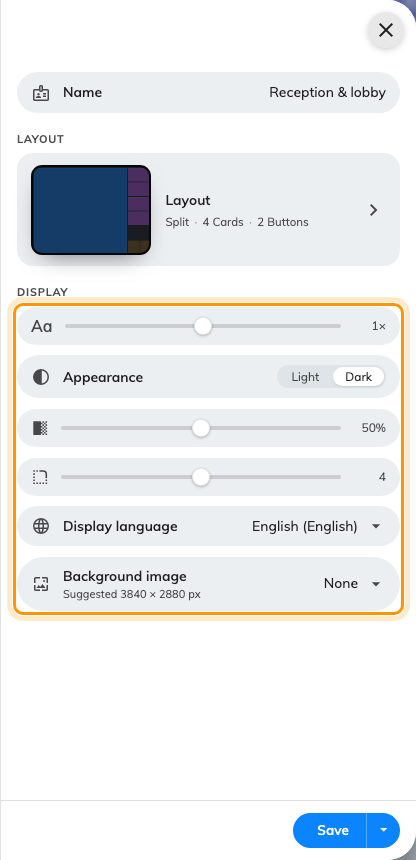 Name Reception & lobby
LAYOUT
Layout
Split · 4 Cards · 2 Buttons
DISPLAY
Aa 1×
Appearance Light Dark
50%
4
Display language English (English)
Background image None
Suggested 3840 × 2880 px
Save